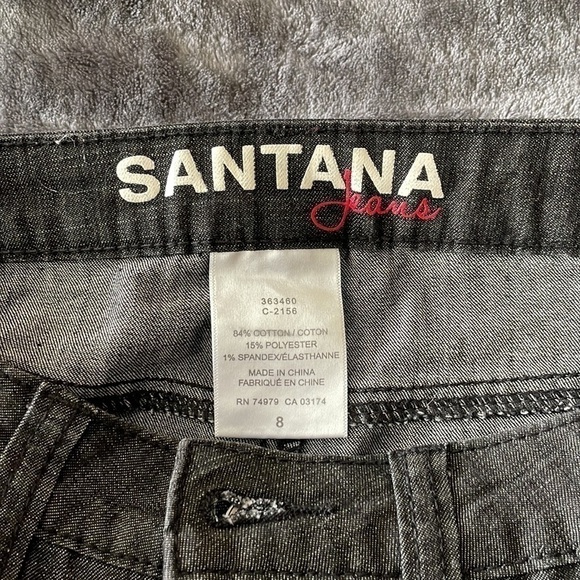 SANTANA
Jeans
363460
C-2156
84% COTTON / COTON
15% POLYESTER
1% SPANDEX/ÉLASTHANNE
MADE IN CHINA
FABRIQUÉ EN CHINE
RN 74979 CA 03174
8